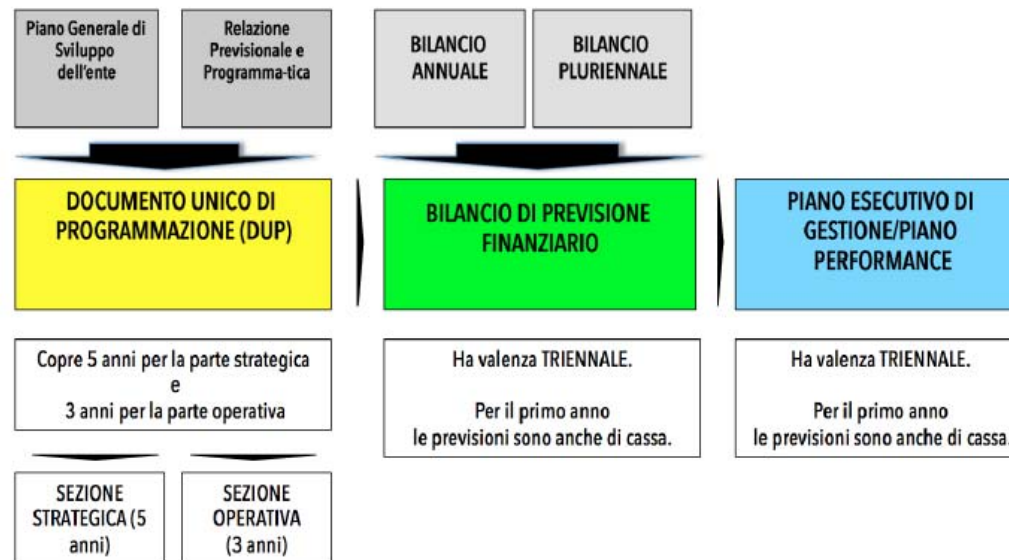 Piano Generale di
Sviluppo
dell'ente
Relazione
Previsionale e
Programma-tica
BILANCIO
ANNUALE
BILANCIO
PLURIENNALE
DOCUMENTO UNICO DI
PROGRAMMAZIONE (DUP)
BILANCIO DI PREVISIONE
FINANZIARIO
PIANO ESECUTIVO DI
GESTIONE/PIANO
PERFORMANCE
Copre 5 anni per la parte strategica
e
3 anni per la parte operativa
Ha valenza TRIENNALE.
Per il primo anno
le previsioni sono anche di cassa.
Ha valenza TRIENNALE.
Per il primo anno
le previsioni sono anche di cassa.
SEZIONE
STRATEGICA (5
anni)
SEZIONE
OPERATIVA
(3 anni)